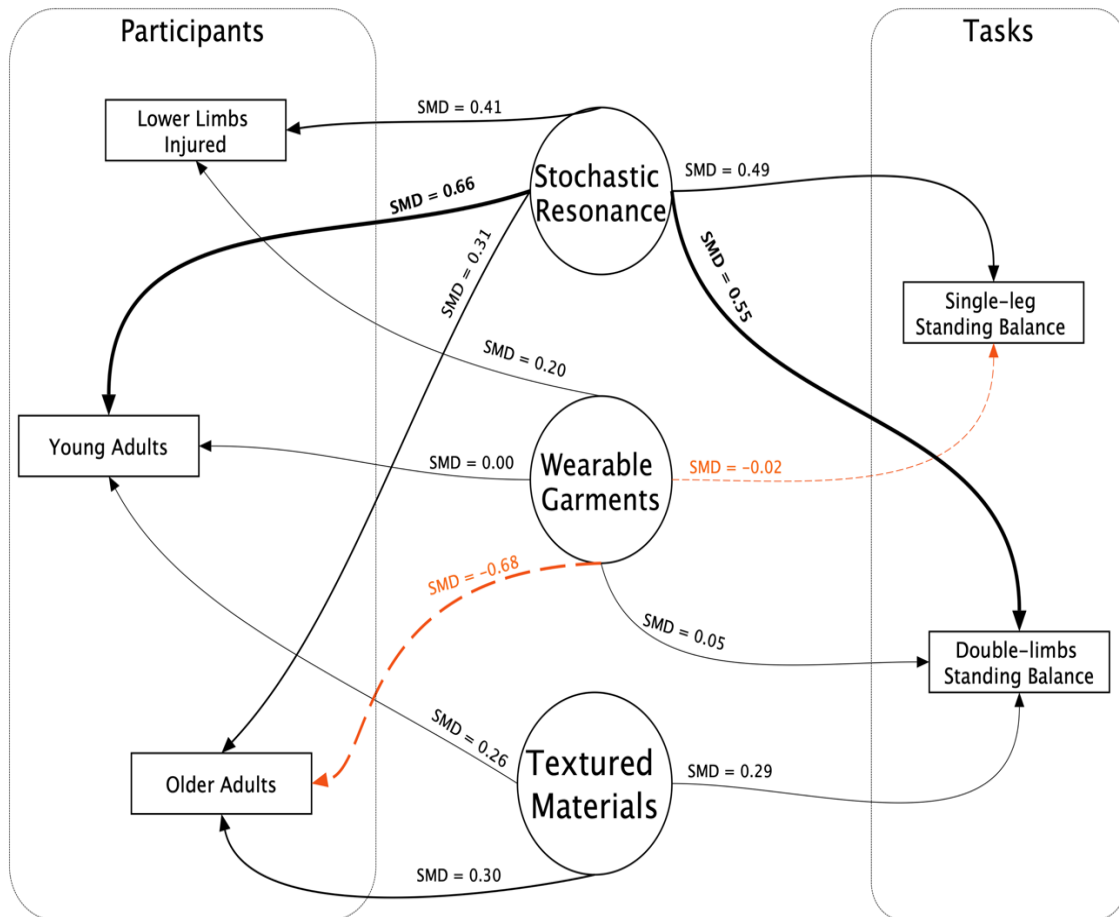 Participants
Tasks
SMD = 0.41
Lower Limbs
Injured
Stochastic
Resonance
SMD = 0.49
SMD = 0.66
SMD = 0.31
SMD = 0.55
Single-leg
Standing Balance
SMD = 0.20
Young Adults
SMD = 0.00
Wearable
Garments
SMD = -0.02
SMD = -0.68
SMD = 0.05
Double-limbs
Standing Balance
SMD = 0.26
Older Adults
Textured
Materials
SMD = 0.29
SMD = 0.30